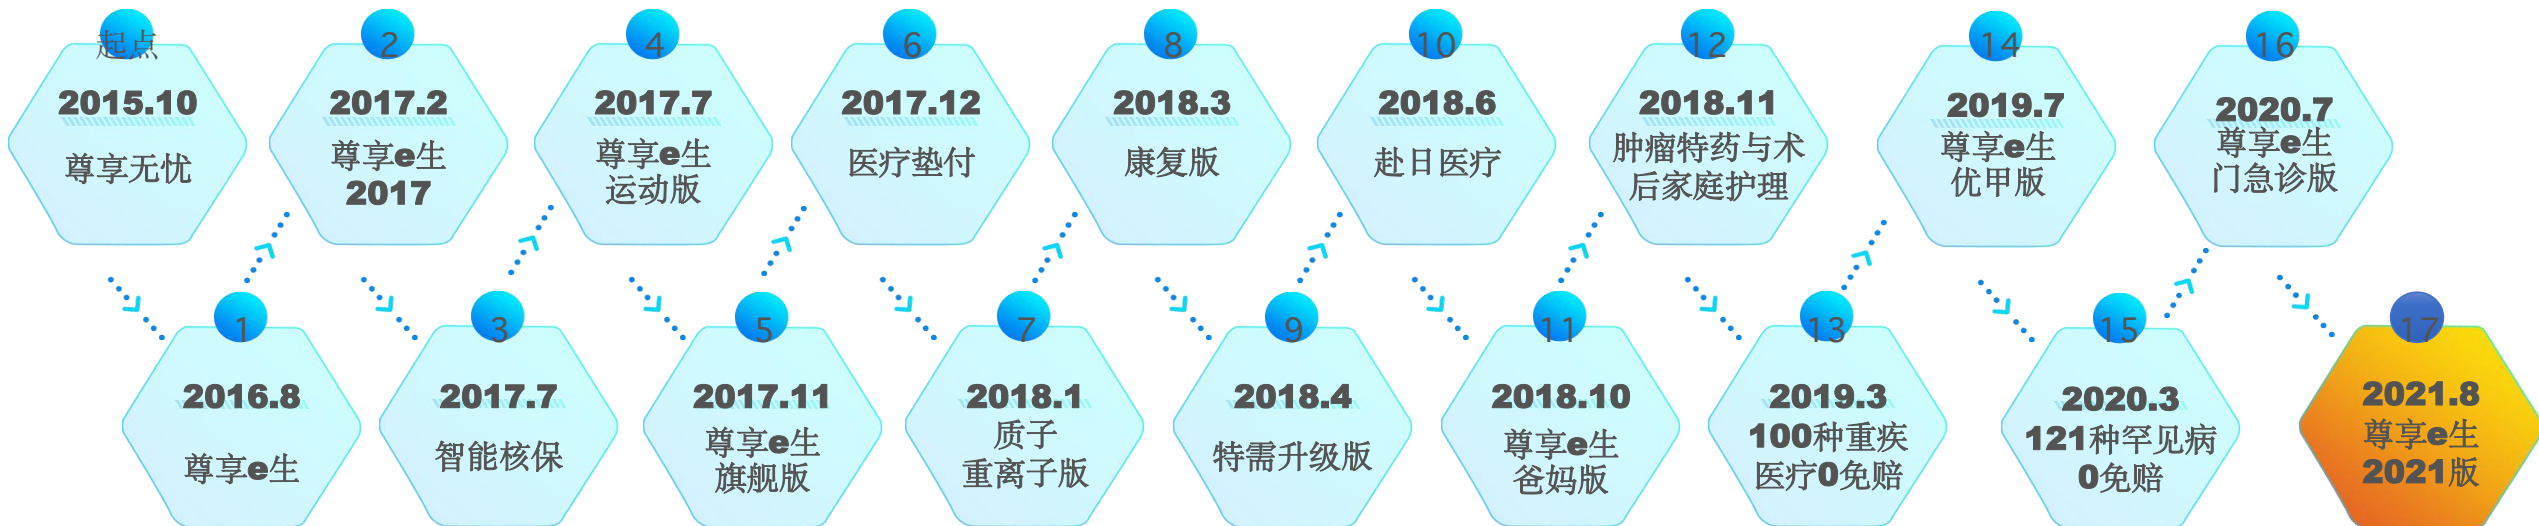 起点
2015.10
尊享无忧
1
2016.8
尊享e生
2
2017.2
尊享e生
2017
3
2017.7
智能核保
4
2017.7
尊享e生
运动版
5
2017.11
尊享e生
旗舰版
6
2017.12
医疗垫付
7
2018.1
质子
重离子版
8
2018.3
康复版
9
2018.4
特需升级版
10
2018.6
赴日医疗
11
2018.10
尊享e生
爸妈版
12
2018.11
肿瘤特药与术
后家庭护理
13
2019.3
100种重疾
医疗0免赔
14
2019.7
尊享e生
优甲版
15
2020.3
121种罕见病
0免赔
16
2020.7
尊享e生
门急诊版
17
2021.8
尊享e生
2021版